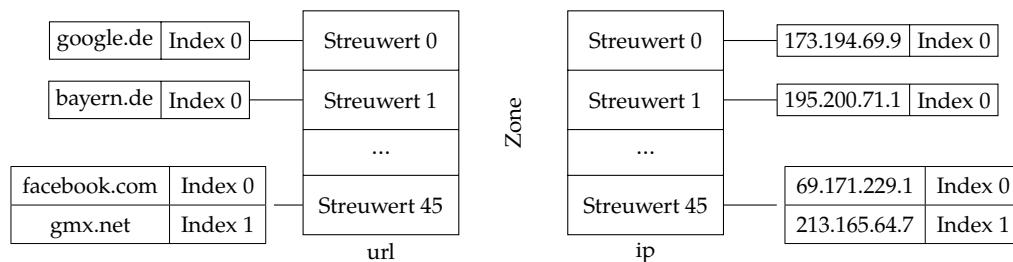 google.de Index 0 Streuwert 0 Streuwert 0 173.194.69.9 Index 0
bayern.de Index 0 Streuwert 1 Zone Streuwert 1 195.200.71.1 Index 0
... ...
facebook.com Index 0 Streuwert 45 Streuwert 45 69.171.229.1 Index 0
gmx.net Index 1 213.165.64.7 Index 1
url ip